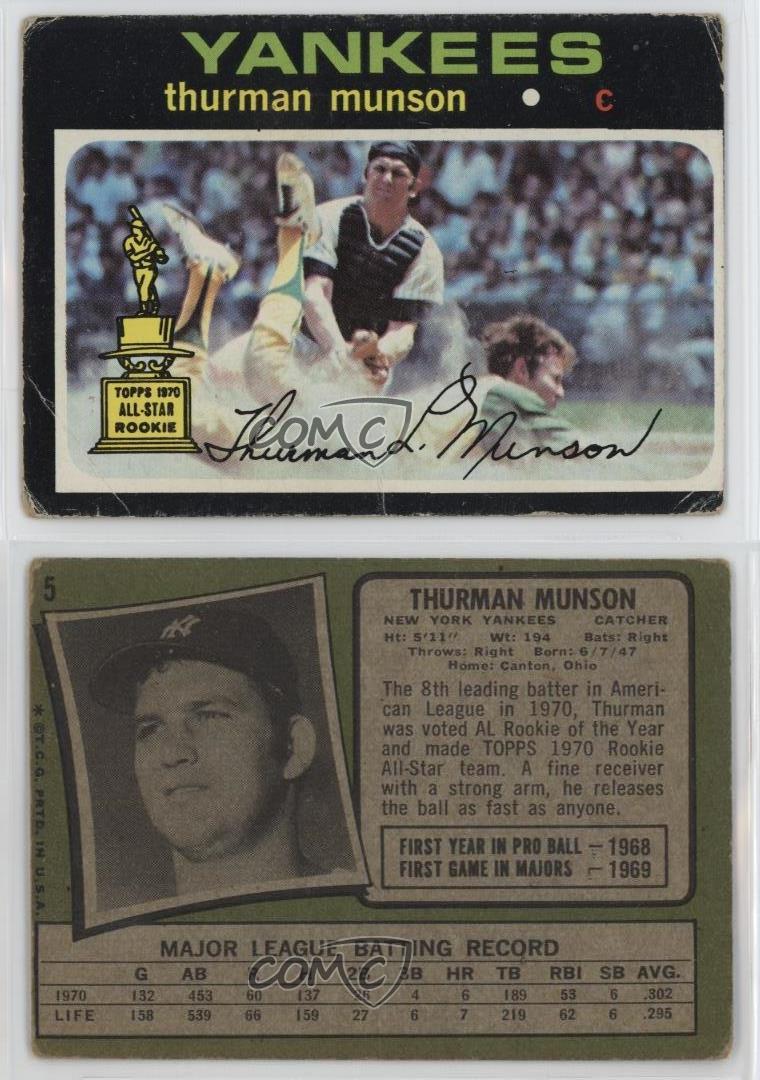 YANKEES
thurman munson • c
TOPPS 1970
ALL-STAR
ROOKIE
Thurman L. Munson
COMC
5
THURMAN MUNSON
NEW YORK YANKEES CATCHER
Ht: 5'11" Wt: 194 Bats: Right
Throws: Right Born: 6/7/47
Home: Canton, Ohio
The 8th leading batter in Ameri-
can League in 1970, Thurman
was voted AL Rookie of the Year
and made TOPPS 1970 Rookie
All-Star team. A fine receiver
with a strong arm, he releases
the ball as fast as anyone.
FIRST YEAR IN PRO BALL — 1968
FIRST GAME IN MAJORS — 1969
NY
* ©T.C.G. PRTD. IN U.S.A.
MAJOR LEAGUE BATTING RECORD
COMC
G AB R H 2B 3B HR TB RBI SB AVG.
1970 132 453 60 137 26 4 6 189 53 6 .302
LIFE 158 539 66 159 27 6 7 219 62 6 .295